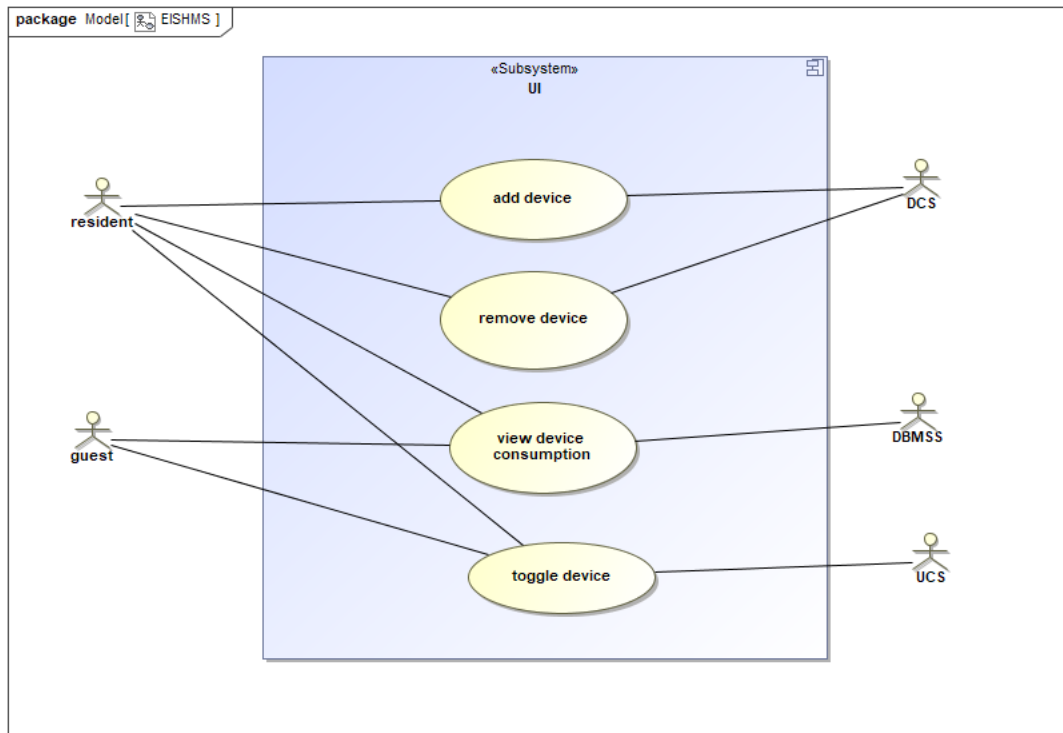 package Model[ EISHMS ]
«Subsystem»
UI
add device
DCS
resident
remove device
DBMSS
guest
view device
consumption
UCS
toggle device